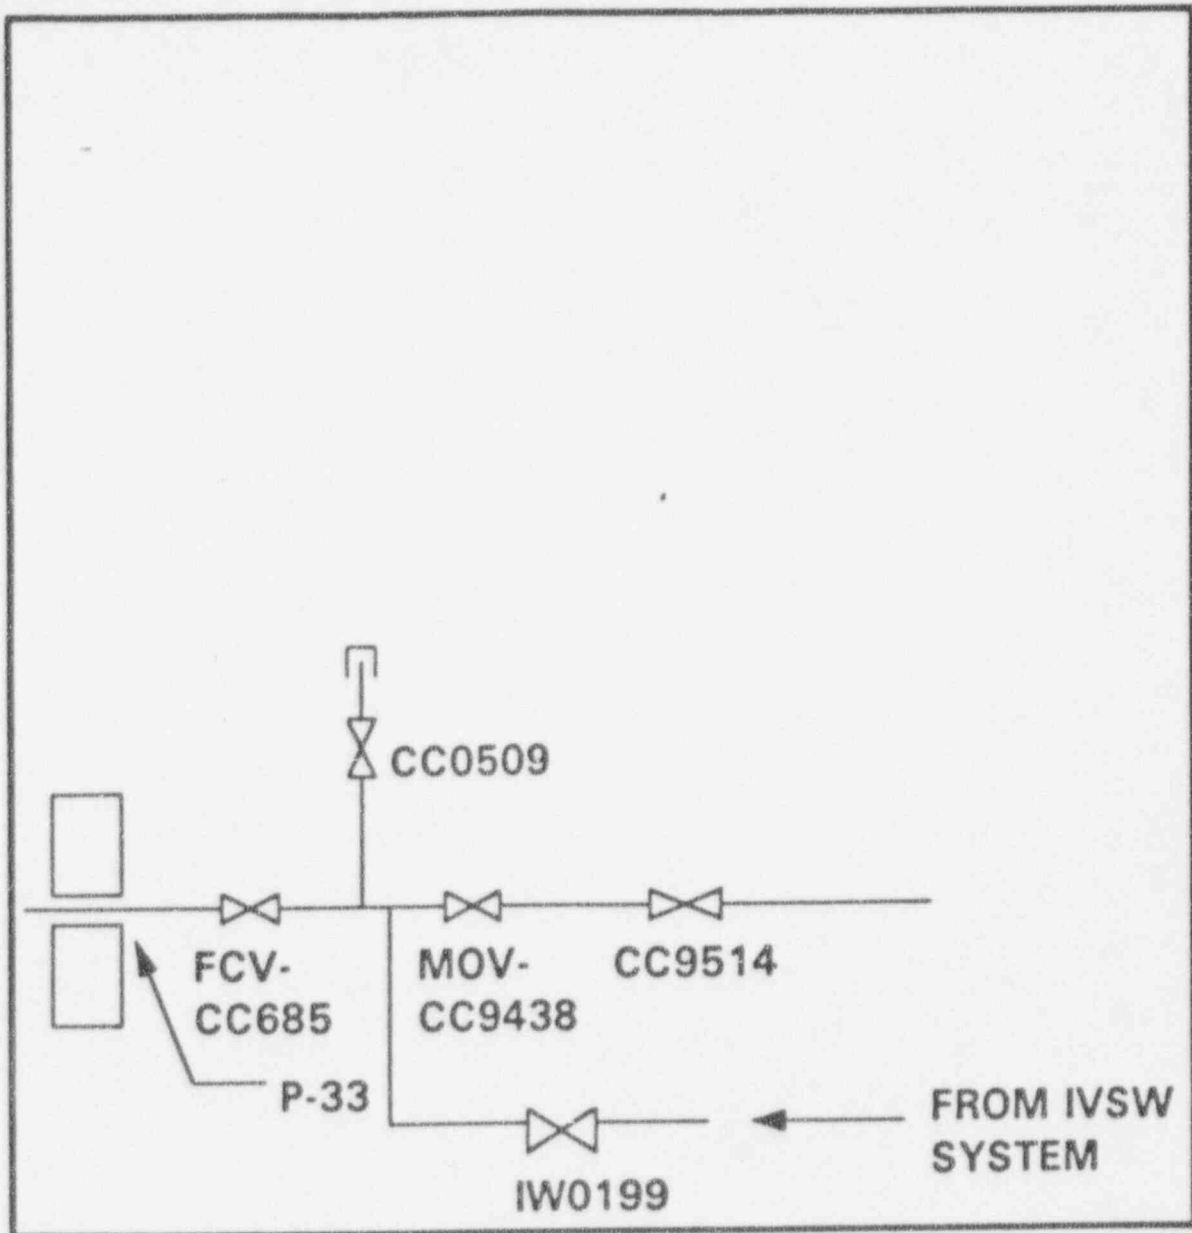 CC0509
FCV-
CC685
MOV-
CC9438
CC9514
P-33
FROM IVSW
SYSTEM
IW0199